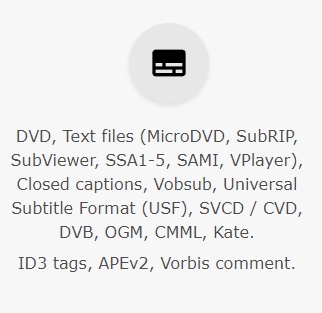 DVD, Text files (MicroDVD, SubRIP,
SubViewer, SSA1-5, SAMI, VPlayer),
Closed captions, Vobsub, Universal
Subtitle Format (USF), SVCD / CVD,
DVB, OGM, CMML, Kate.
ID3 tags, APEv2, Vorbis comment.